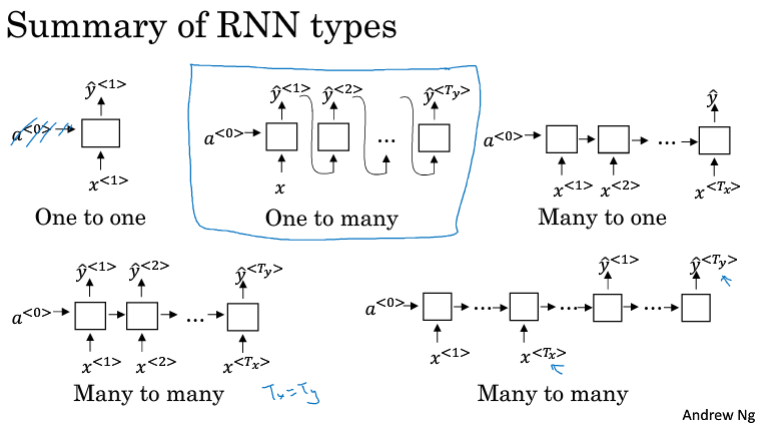 Summary of RNN types
ŷ<1>
a<0>
x<1>
One to one
ŷ<1> ŷ<2> ŷ<Ty>
a<0> ...
x
One to many
ŷ
a<0> ...
x<1> x<2> x<Tx>
Many to one
ŷ<1> ŷ<2> ŷ<Ty>
a<0> ...
x<1> x<2> x<Tx>
Many to many Tx=Ty
ŷ<1> ŷ<Ty>
a<0> ... ... ...
x<1> x<Tx>
Many to many
Andrew Ng